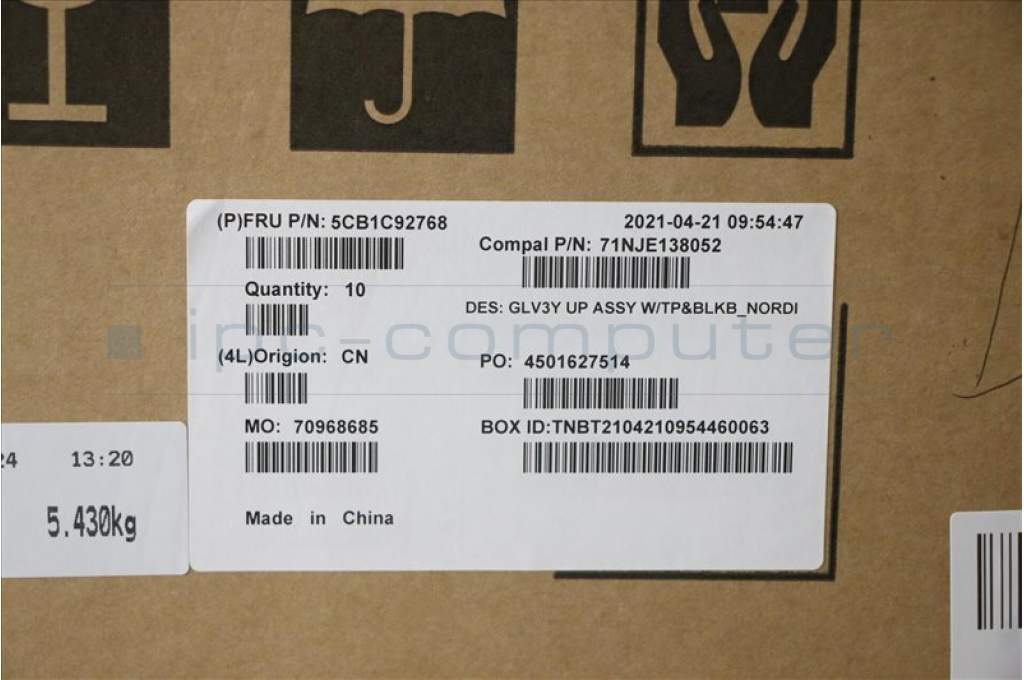 (P)FRU P/N: 5CB1C92768
2021-04-21 09:54:47
Compal P/N: 71NJE138052
Quantity: 10
DES: GLV3Y UP ASSY W/TP&BLKB_NORDI
ipc-computer
(4L)Origion: CN
PO: 4501627514
MO: 70968685
BOX ID:TNBT2104210954460063
Made in China
24 13:20
5.430kg